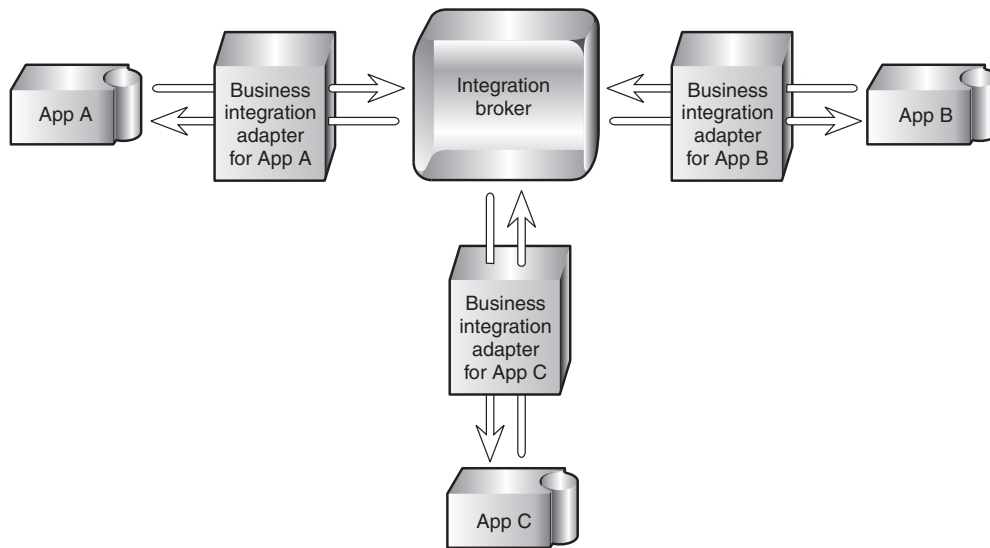 App A
Business
integration
adapter
for App A
Integration
broker
Business
integration
adapter
for App B
App B
Business
integration
adapter
for App C
App C